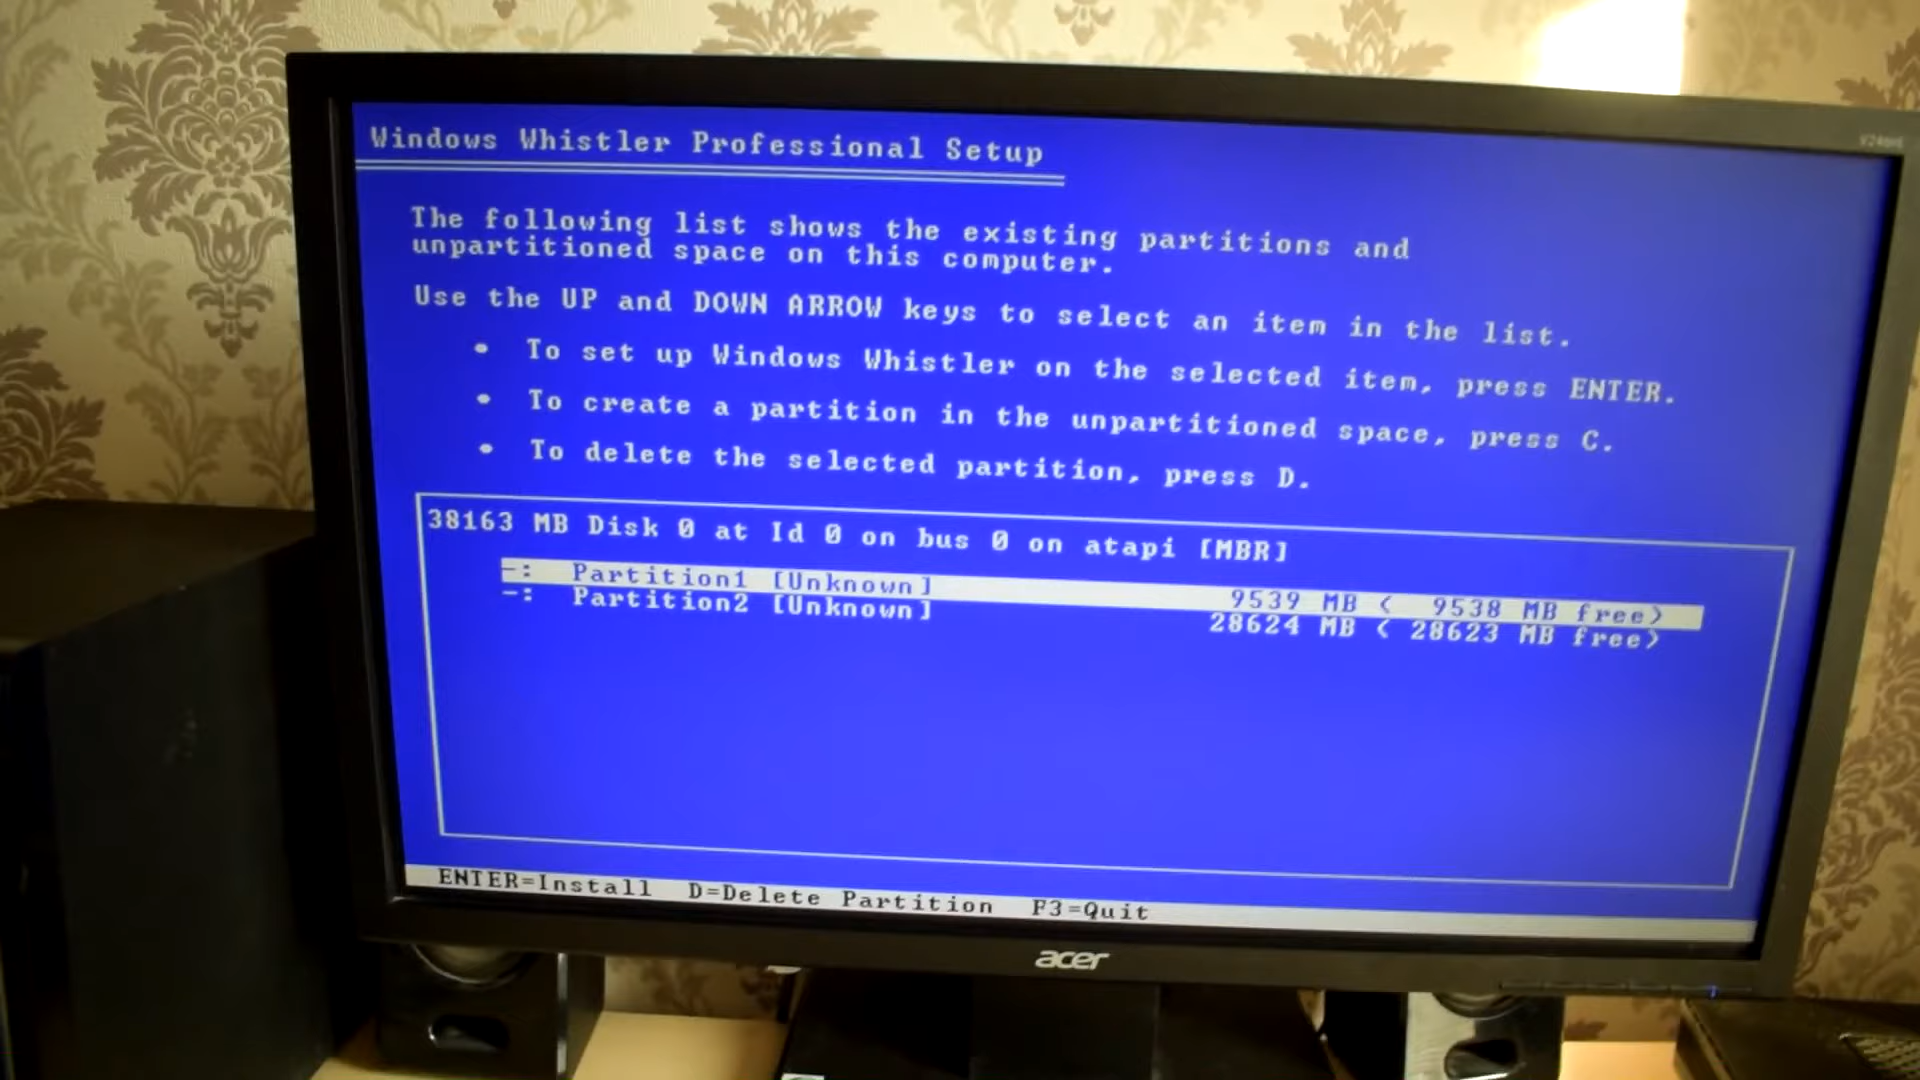 Windows Whistler Professional Setup
The following list shows the existing partitions and
unpartitioned space on this computer.
Use the UP and DOWN ARROW keys to select an item in the list.
• To set up Windows Whistler on the selected item, press ENTER.
• To create a partition in the unpartitioned space, press C.
• To delete the selected partition, press D.
38163 MB Disk 0 at Id 0 on bus 0 on atapi [MBR]
-: Partition1 [Unknown] 9539 MB ( 9538 MB free)
-: Partition2 [Unknown] 28624 MB ( 28623 MB free)
ENTER=Install D=Delete Partition F3=Quit
acer